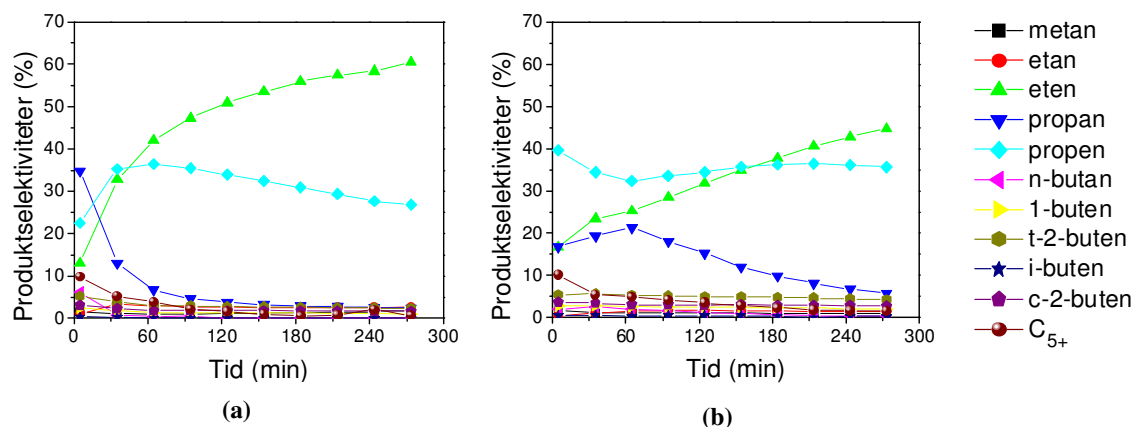 Produktselektiviteter (%)
70
60
50
40
30
20
10
0
0 60 120 180 240 300
Tid (min)
(a)
Produktselektiviteter (%)
70
60
50
40
30
20
10
0
0 60 120 180 240 300
Tid (min)
(b)
metan
etan
eten
propan
propen
n-butan
1-buten
t-2-buten
i-buten
c-2-buten
C5+